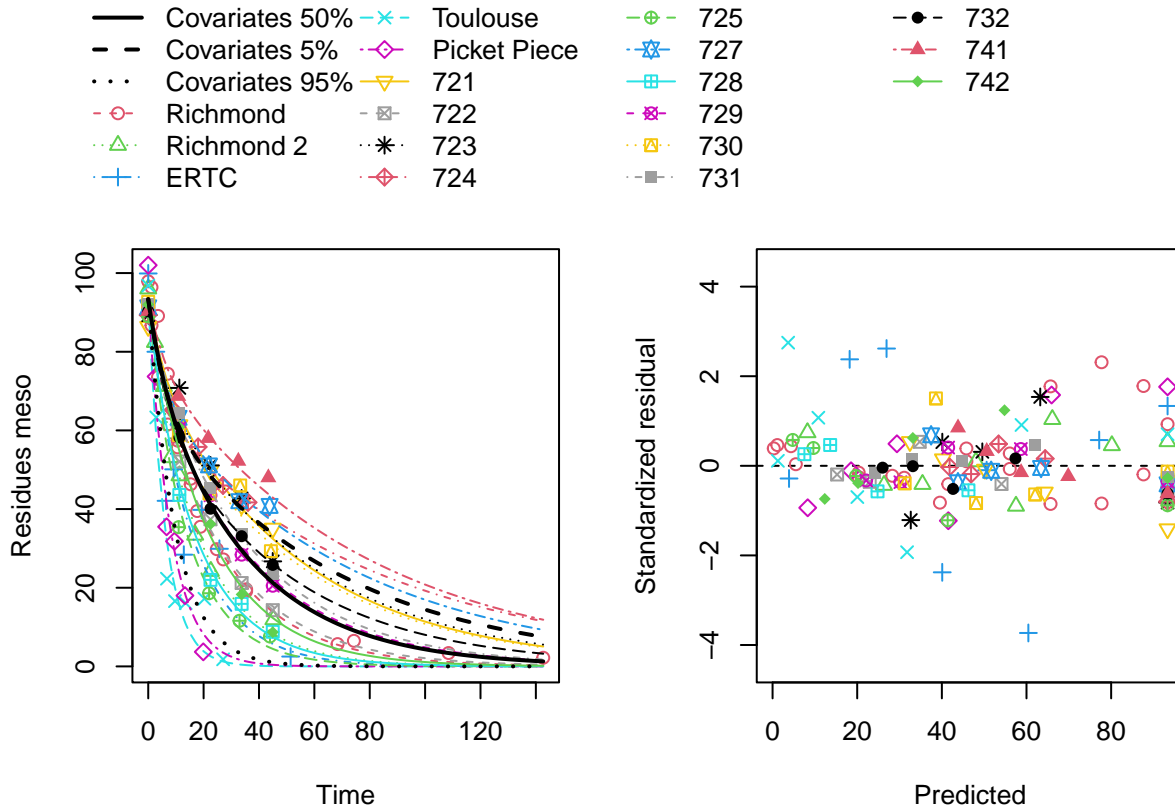 Covariates 50%
Covariates 5%
Covariates 95%
Richmond
Richmond 2
ERTC
Toulouse
Picket Piece
721
722
723
724
725
727
728
729
730
731
732
741
742
Residues meso
100
80
60
40
20
0
0 20 40 60 80 120
Time
Standardized residual
4
2
0
-2
-4
0 20 40 60 80
Predicted